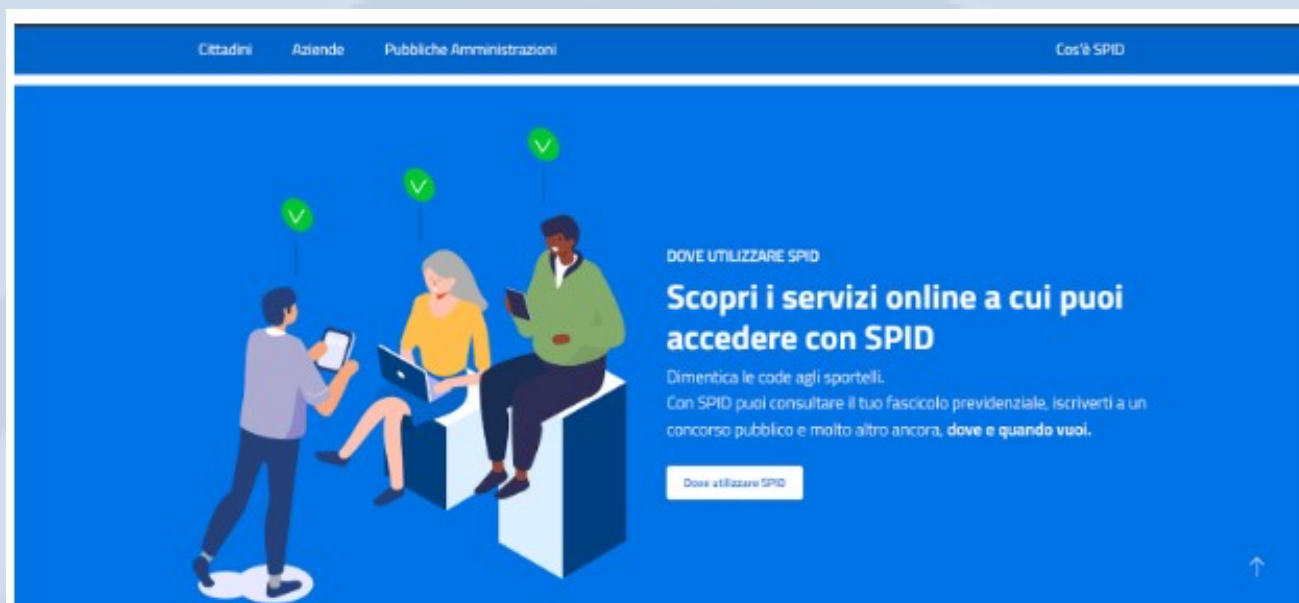 Cittadini Aziende Pubbliche Amministrazioni Cos'è SPID
DOVE UTILIZZARE SPID
Scopri i servizi online a cui puoi
accedere con SPID
Dimentica le code agli sportelli.
Con SPID puoi consultare il tuo fascicolo previdenziale, iscriverti a un
concorso pubblico e molto altro ancora, dove e quando vuoi.
Dove utilizzare SPID